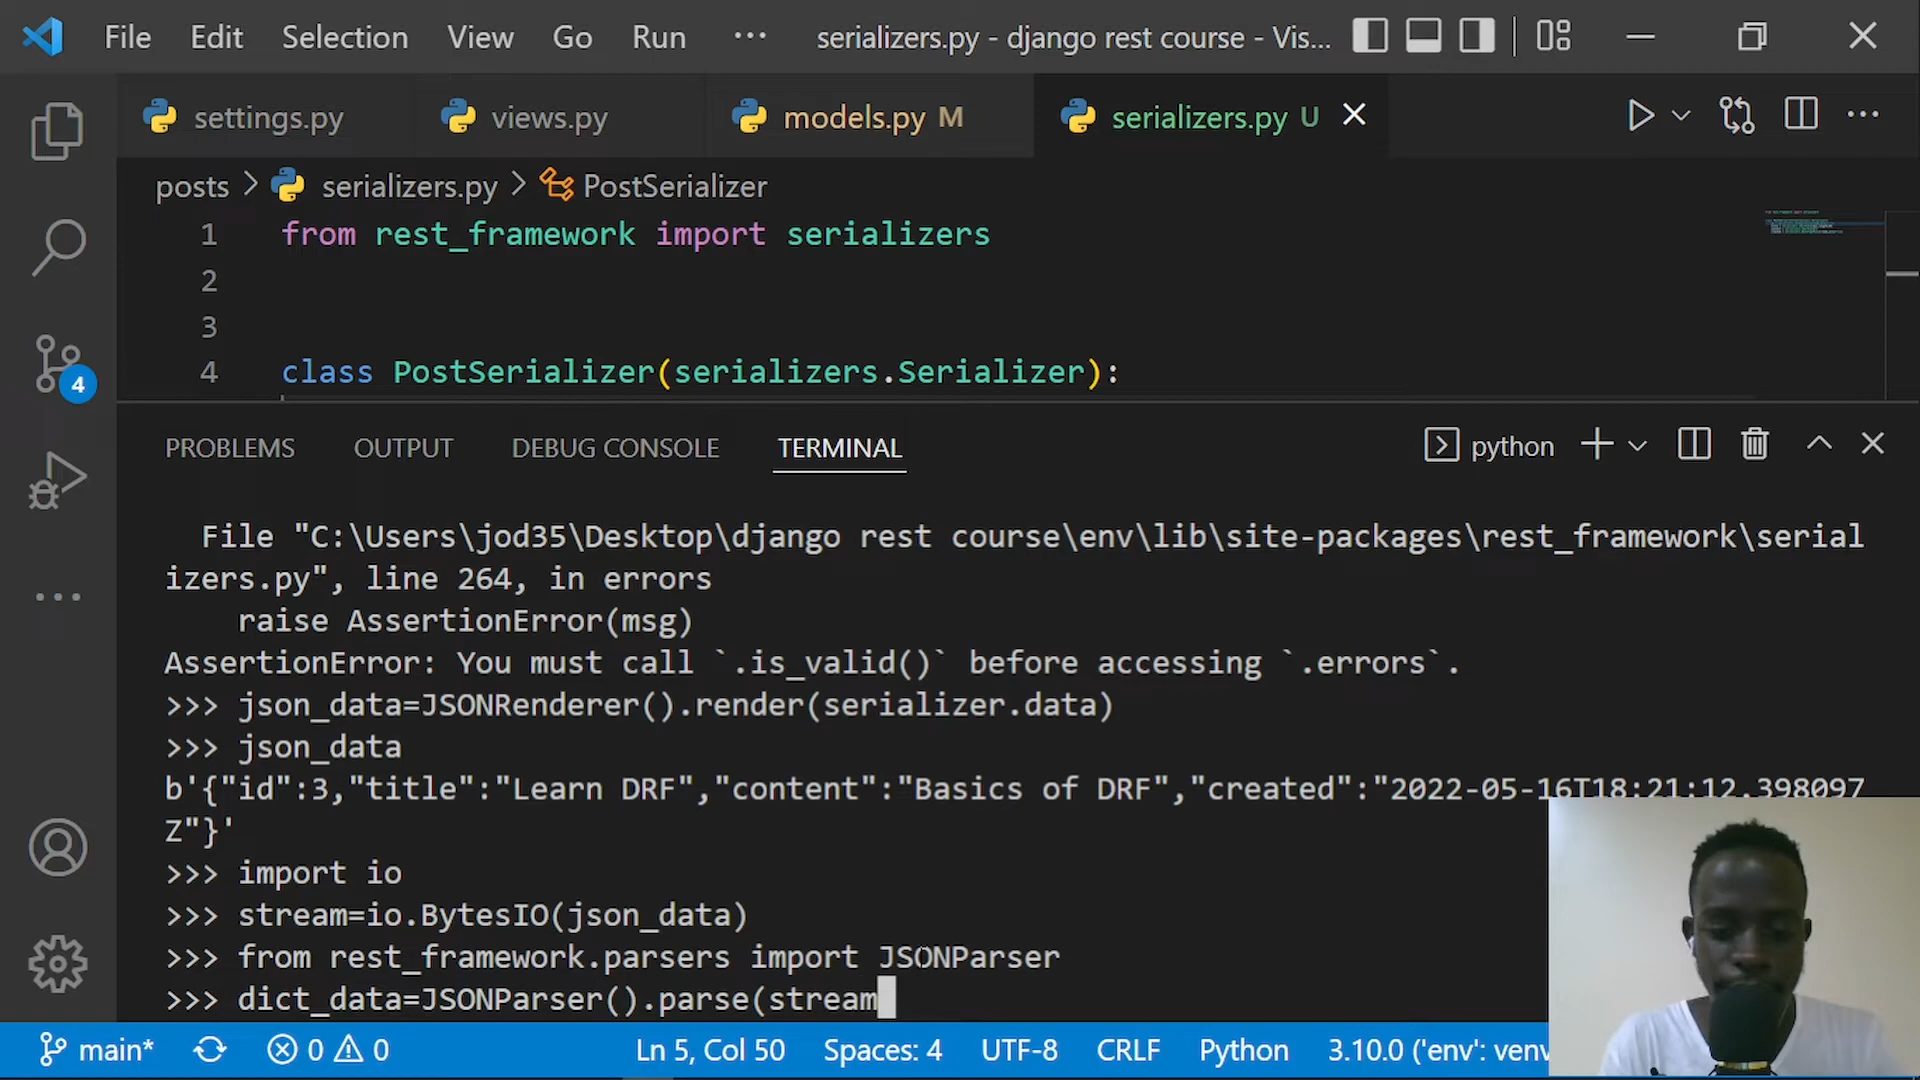 File Edit Selection View Go Run ··· serializers.py - django rest course - Vis...
settings.py views.py models.py M serializers.py U
posts > serializers.py > PostSerializer
1 from rest_framework import serializers
2
3
4 class PostSerializer(serializers.Serializer):
4
PROBLEMS OUTPUT DEBUG CONSOLE TERMINAL python
File "C:\Users\jod35\Desktop\django rest course\env\lib\site-packages\rest_framework\serial
izers.py", line 264, in errors
raise AssertionError(msg)
AssertionError: You must call `.is_valid()` before accessing `.errors`.
>>> json_data=JSONRenderer().render(serializer.data)
>>> json_data
b'{"id":3,"title":"Learn DRF","content":"Basics of DRF","created":"2022-05-16T18:21:12.398097
Z"}'
>>> import io
>>> stream=io.BytesIO(json_data)
>>> from rest_framework.parsers import JSONParser
>>> dict_data=JSONParser().parse(stream
main* 0 0 Ln 5, Col 50 Spaces: 4 UTF-8 CRLF Python 3.10.0 ('env': venv